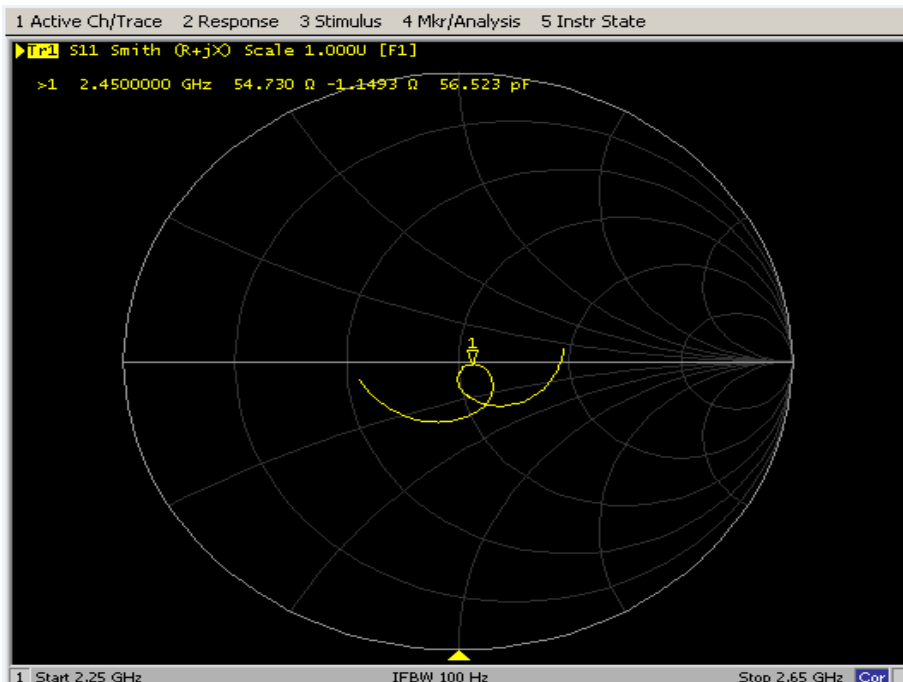 1 Active Ch/Trace 2 Response 3 Stimulus 4 Mkr/Analysis 5 Instr State
Tr1 S11 Smith (R+jX) Scale 1.000U [F1]
>1 2.4500000 GHz 54.730 Ω -1.1493 Ω 56.523 pF
1
1 Start 2.25 GHz IFBW 100 Hz Stop 2.65 GHz Cor